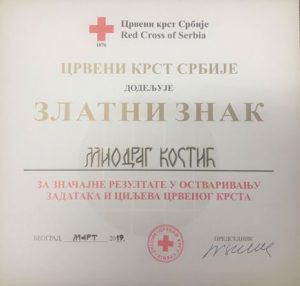 Црвени крст Србије
Red Cross of Serbia
1876
ЦРВЕНИ КРСТ СРБИЈЕ
ДОДЕЉУЈЕ
ЗЛАТНИ ЗНАК
МИОДРАГ КОСТИЋ
ЗА ЗНАЧАЈНЕ РЕЗУЛТАТЕ У ОСТВАРИВАЊУ
ЗАДАТАКА И ЦИЉЕВА ЦРВЕНОГ КРСТА
БЕОГРАД, МАРТ 2019.
ПРЕДСЕДНИК